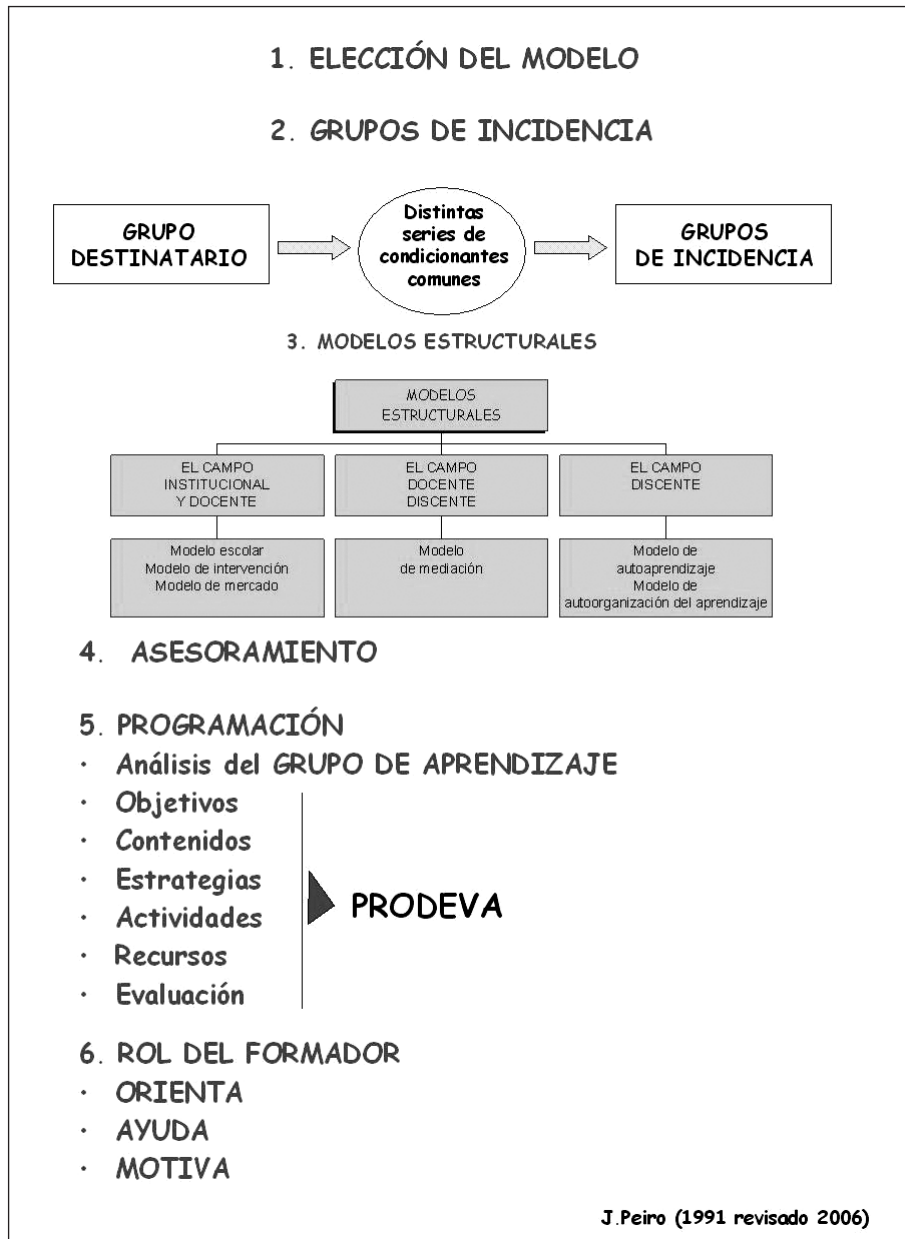 1. ELECCIÓN DEL MODELO
2. GRUPOS DE INCIDENCIA
GRUPO
DESTINATARIO
Distintas
series de
condicionantes
comunes
GRUPOS
DE INCIDENCIA
3. MODELOS ESTRUCTURALES
MODELOS
ESTRUCTURALES
EL CAMPO
INSTITUCIONAL
Y DOCENTE
EL CAMPO
DOCENTE
DISCENTE
EL CAMPO
DISCENTE
Modelo escolar
Modelo de intervención
Modelo de mercado
Modelo
de mediación
Modelo de
autoaprendizaje
Modelo de
autoorganización del aprendizaje
4. ASESORAMIENTO
5. PROGRAMACIÓN
· Análisis del GRUPO DE APRENDIZAJE
· Objetivos
· Contenidos
· Estrategias
· Actividades
· Recursos
· Evaluación
PRODEVA
6. ROL DEL FORMADOR
· ORIENTA
· AYUDA
· MOTIVA
J.Peiro (1991 revisado 2006)